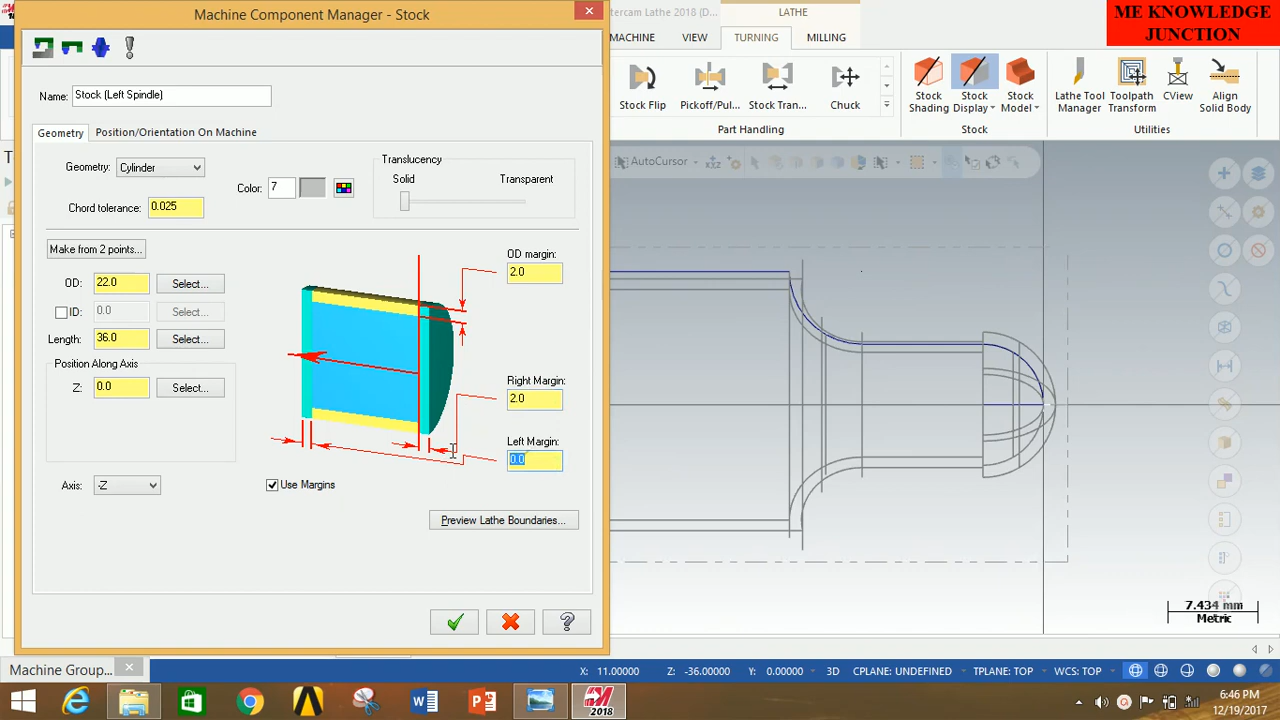 Machine Component Manager - Stock
tercam Lathe 2018 (D...
LATHE
ME KNOWLEDGE
JUNCTION
MACHINE
VIEW
TURNING
MILLING
Name:
Stock (Left Spindle)
Stock Flip
Pickoff/Pul...
Stock Tran...
Chuck
Stock
Shading
Stock
Display
Stock
Model
Lathe Tool
Manager
Toolpath
Transform
CView
Align
Solid Body
Part Handling
Stock
Utilities
Geometry
Position/Orientation On Machine
AutoCursor
Geometry:
Cylinder
Color:
7
Translucency
Solid
Transparent
Chord tolerance:
0.025
Make from 2 points...
OD:
22.0
Select...
ID:
0.0
Select...
Length:
36.0
Select...
Position Along Axis
Z:
0.0
Select...
OD margin:
2.0
Right Margin:
2.0
Left Margin:
0.0
Axis:
-Z
Use Margins
Preview Lathe Boundaries...
7.434 mm
Metric
Machine Group...
X: 11.00000
Z: -36.00000
Y: 0.00000
3D
CPLANE: UNDEFINED
TPLANE: TOP
WCS: TOP
2018
6:46 PM
12/19/2017